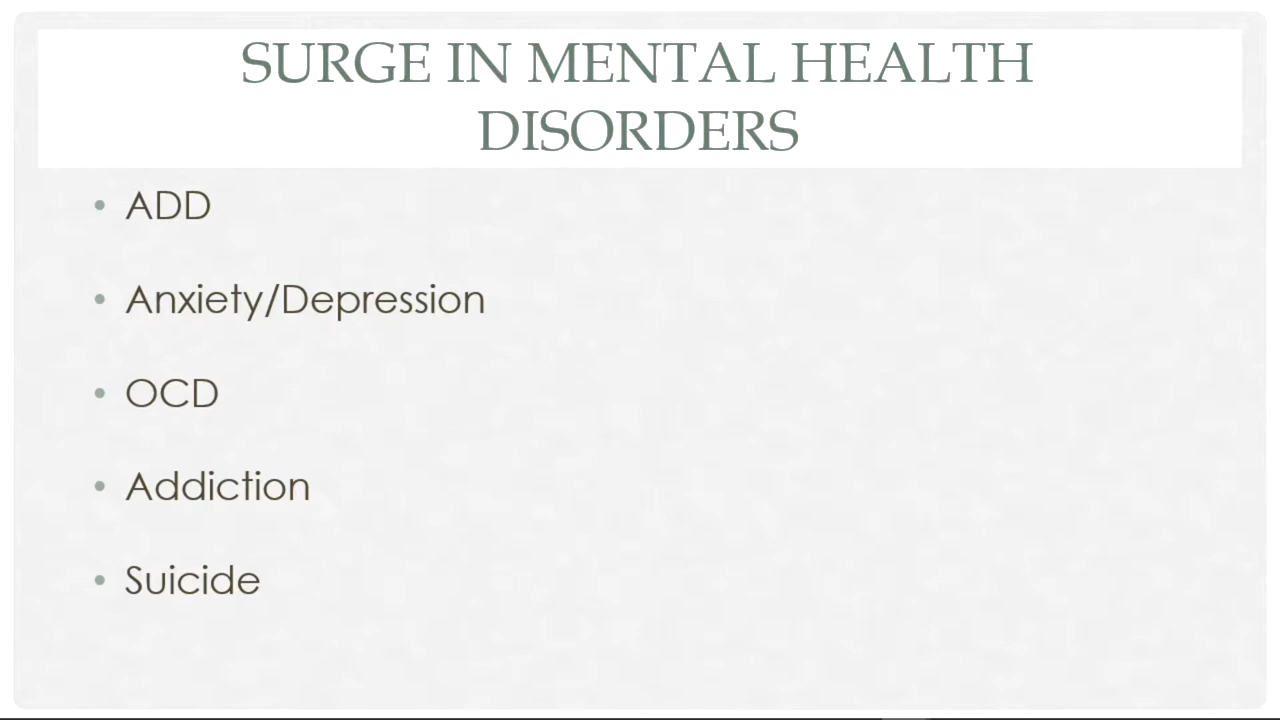 SURGE IN MENTAL HEALTH
DISORDERS
• ADD
• Anxiety/Depression
• OCD
• Addiction
• Suicide